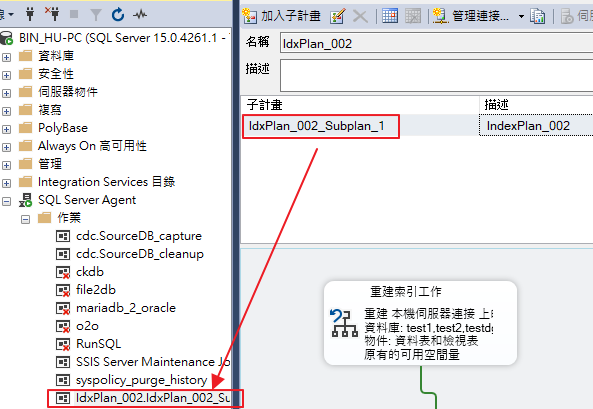 線
BIN_HU-PC (SQL Server 15.0.4261.1 -
資料庫
安全性
伺服器物件
複寫
PolyBase
Always On 高可用性
管理
Integration Services 目錄
SQL Server Agent
作業
cdc.SourceDB_capture
cdc.SourceDB_cleanup
ckdb
file2db
mariadb_2_oracle
o2o
RunSQL
SSIS Server Maintenance Jo
syspolicy_purge_history
IdxPlan_002.IdxPlan_002_Su
加入子計畫
管理連接...
伺
名稱
IdxPlan_002
描述
子計畫
描述
IdxPlan_002_Subplan_1
IndexPlan_002
重建索引工作
重建 本機伺服器連接 上的
資料庫: test1,test2,testdg
物件: 資料表和檢視表
原有的可用空間量